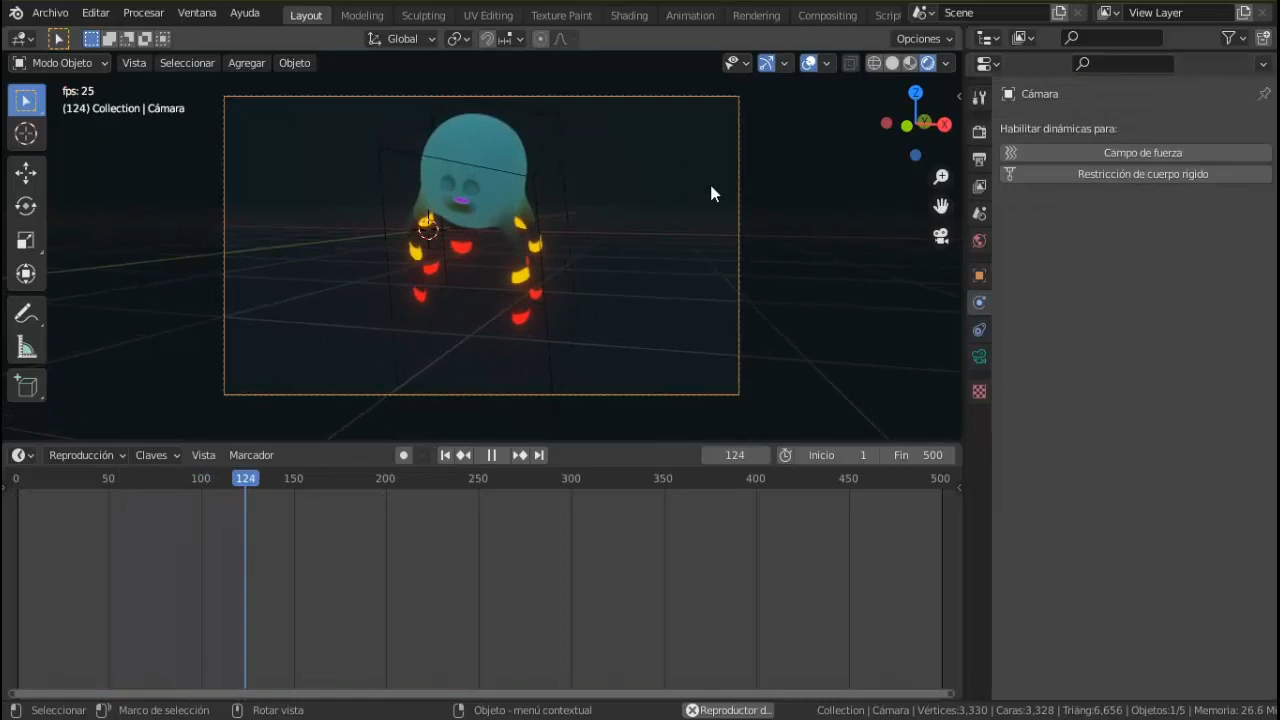 Archivo Editar Procesar Ventana Ayuda Layout Modeling Sculpting UV Editing Texture Paint Shading Animation Rendering Compositing Script Scene View Layer
Global Opciones
Modo Objeto Vista Seleccionar Agregar Objeto
fps: 25
(124) Collection | Cámara
Z
Y
X
Cámara
Habilitar dinámicas para:
Campo de fuerza
Restricción de cuerpo rígido
Reproducción Claves Vista Marcador 124 Inicio 1 Fin 500
0 50 100 124 150 200 250 300 350 400 450 500
Seleccionar Marco de selección Rotar vista Objeto - menú contextual Reproductor d... Collection | Cámara | Vértices:3,330 | Caras:3,328 | Triáng:6,656 | Objetos:1/5 | Memoria: 26.6 M